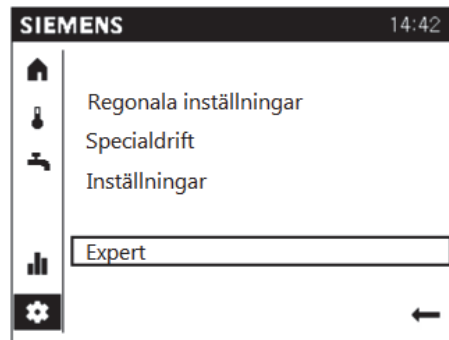 SIEMENS 14:42
Regonala inställningar
Specialdrift
Inställningar
Expert